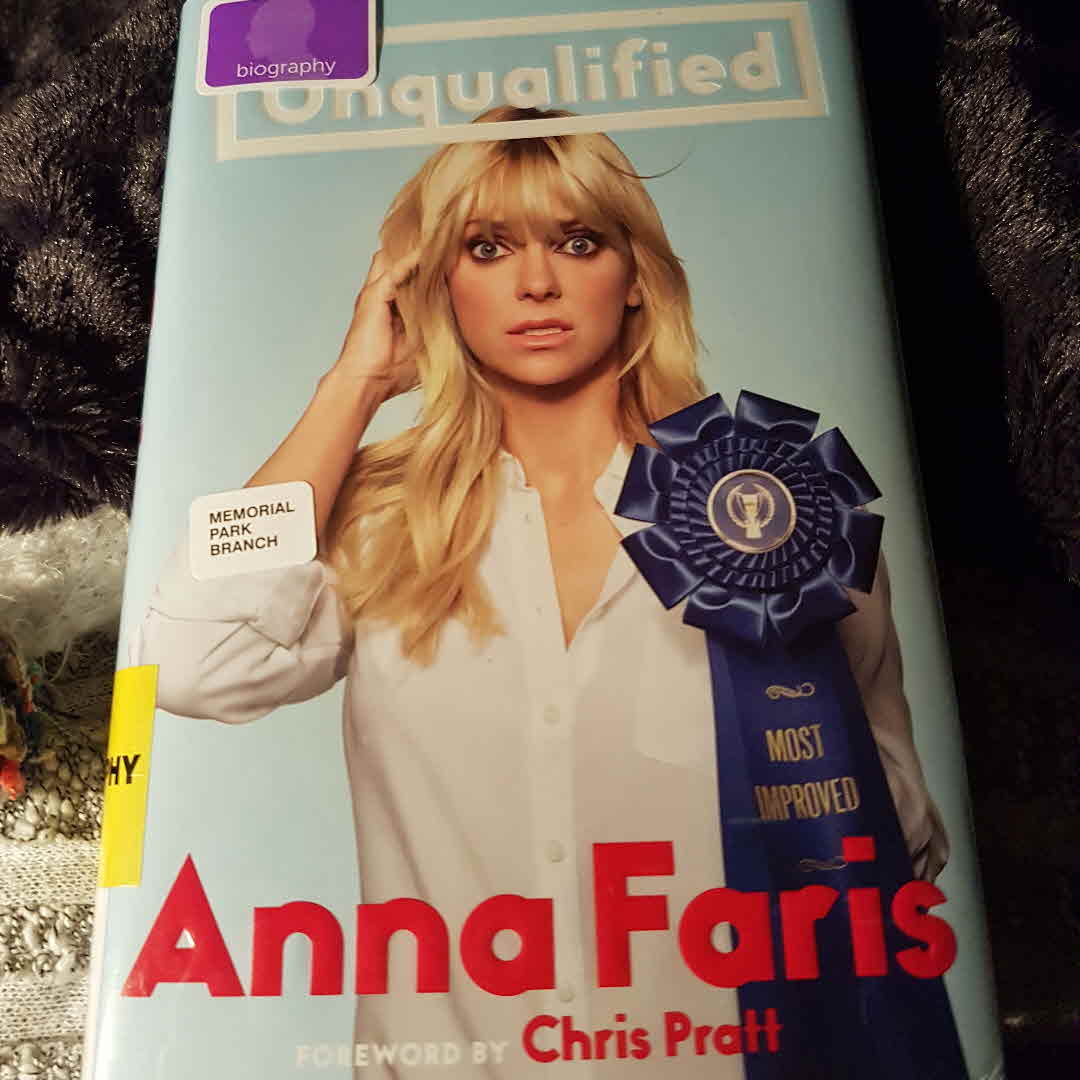 biography
Unqualified
MEMORIAL
PARK
BRANCH
HY
MOST
IMPROVED
Anna Faris
FOREWORD BY Chris Pratt